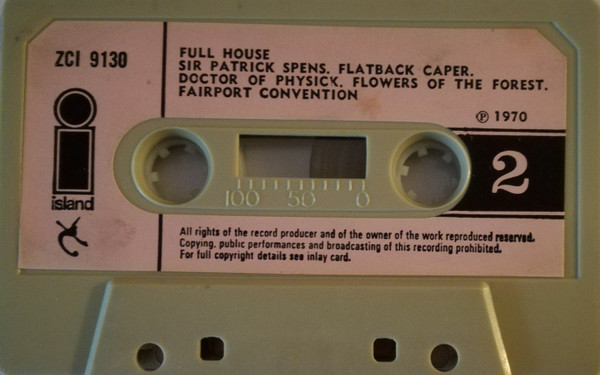 ZCI 9130
FULL HOUSE
SIR PATRICK SPENS. FLATBACK CAPER.
DOCTOR OF PHYSICK. FLOWERS OF THE FOREST.
FAIRPORT CONVENTION
℗ 1970
2
100 50 0
i
island
All rights of the record producer and of the owner of the work reproduced reserved.
Copying, public performances and broadcasting of this recording prohibited.
For full copyright details see inlay card.